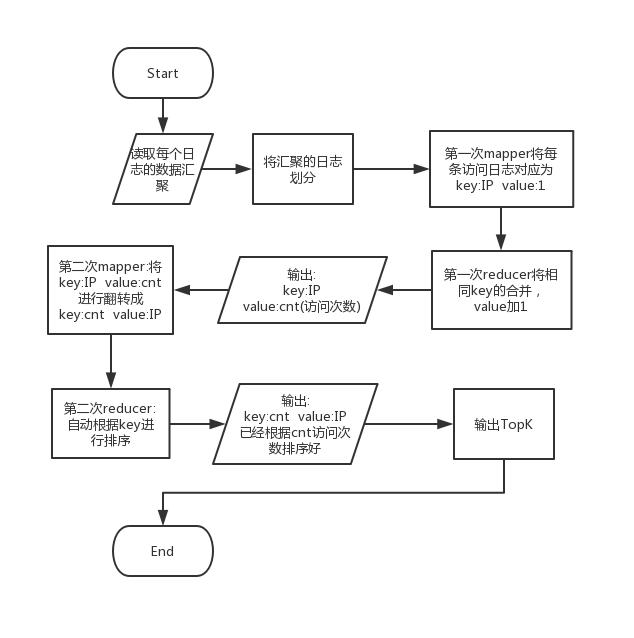 Start
读取每个日
志的数据汇
聚
将汇聚的日志
划分
第一次mapper将每
条访问日志对应为
key:IP  value:1
第一次reducer将相
同key的合并，
value加1
输出:
key:IP
value:cnt(访问次数)
第二次mapper:将
key:IP  value:cnt
进行翻转成
key:cnt  value:IP
第二次reducer:
自动根据key进
行排序
输出:
key:cnt  value:IP
已经根据cnt访问次
数排序好
输出TopK
End